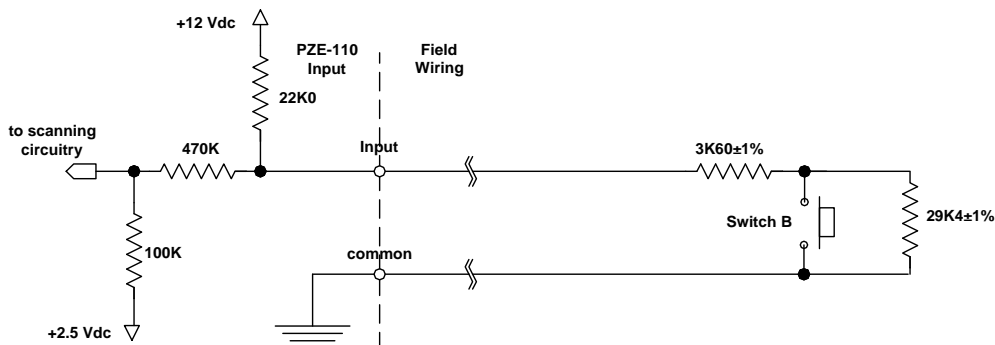 +12 Vdc
PZE-110
Input
Field
Wiring
22K0
to scanning
circuitry
470K
Input
3K60±1%
Switch B
29K4±1%
100K
common
+2.5 Vdc